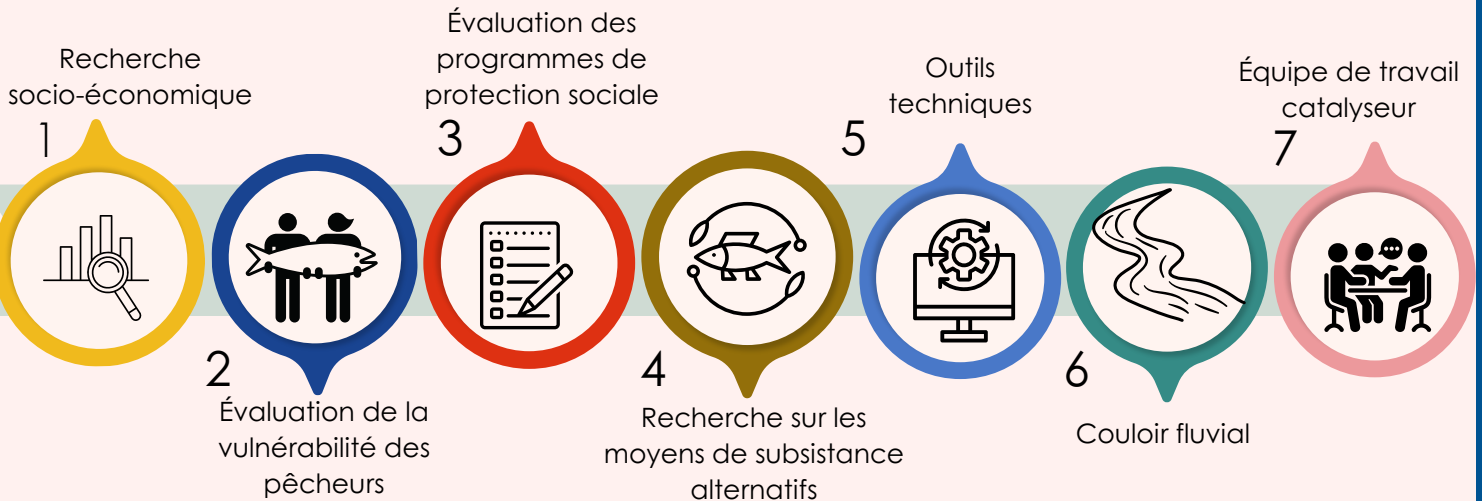 1
Recherche
socio-économique
2
Évaluation de la
vulnérabilité des
pêcheurs
3
Évaluation des
programmes de
protection sociale
4
Recherche sur les
moyens de subsistance
alternatifs
5
Outils
techniques
6
Couloir fluvial
7
Équipe de travail
catalyseur